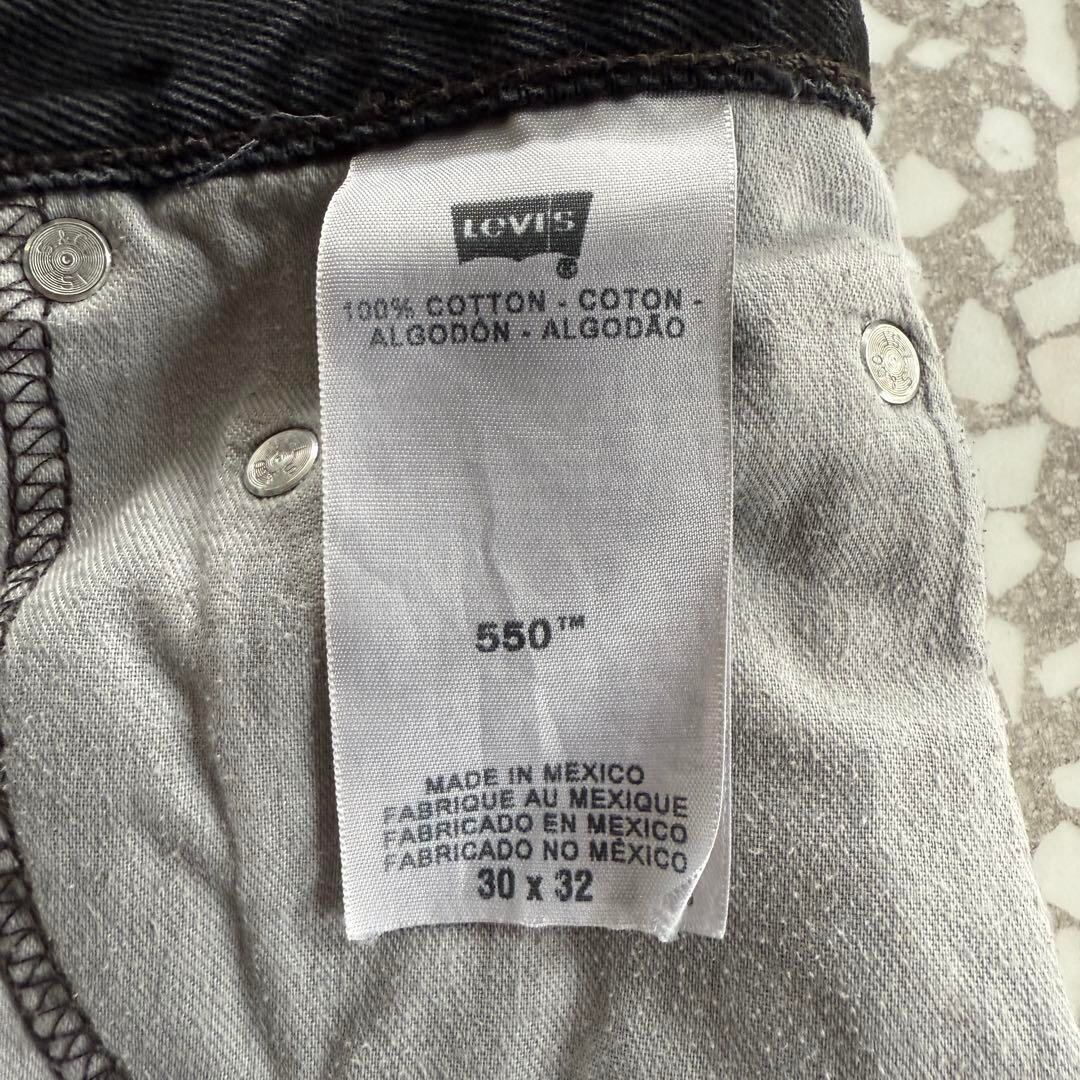 LEVI'S
®
100% COTTON - COTON -
ALGODÓN - ALGODÃO
550™
MADE IN MEXICO
FABRIQUE AU MEXIQUE
FABRICADO EN MEXICO
FABRICADO NO MÉXICO
30 x 32